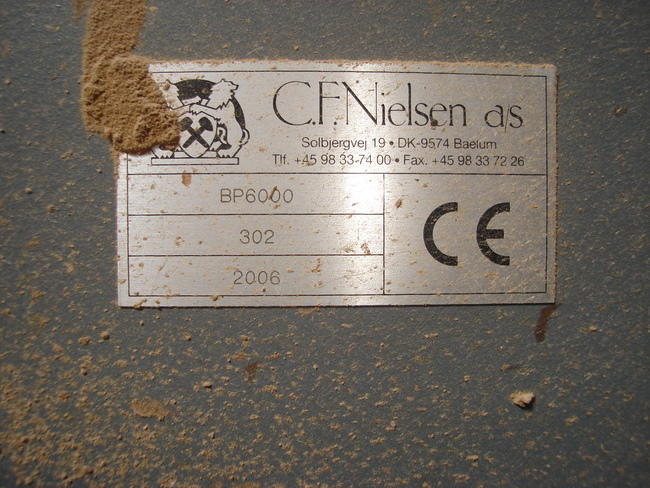 C.F.Nielsen a/s
Solbjergvej 19 • DK-9574 Baelum
Tlf. +45 98 33 74 00 • Fax. +45 98 33 72 26
BP6000
302
2006
CE